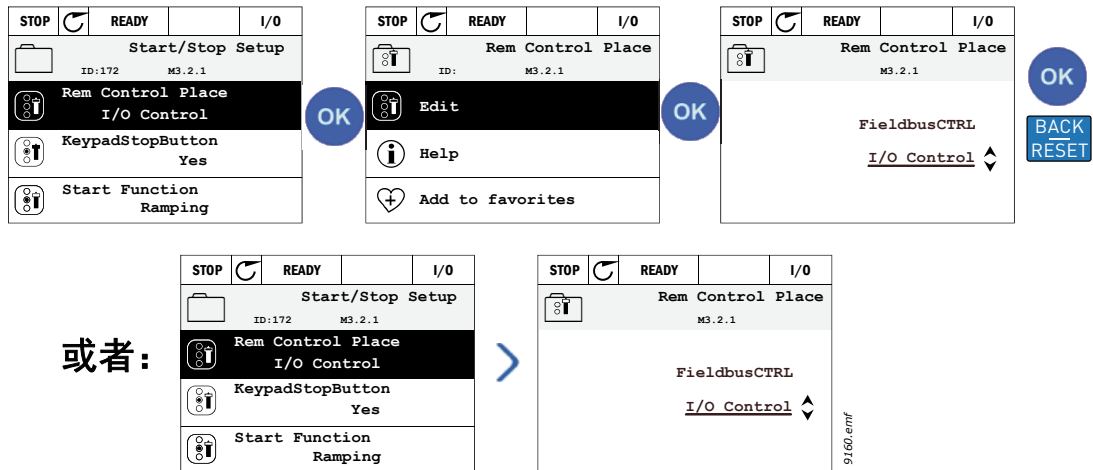 STOP READY I/O
Start/Stop Setup
ID:172 M3.2.1
Rem Control Place
I/O Control
KeypadStopButton
Yes
Start Function
Ramping
OK
STOP READY I/O
Rem Control Place
ID: M3.2.1
Edit
Help
Add to favorites
OK
STOP READY I/O
Rem Control Place
M3.2.1
FieldbusCTRL
I/O Control
OK
BACK
RESET
或者：
STOP READY I/O
Start/Stop Setup
ID:172 M3.2.1
Rem Control Place
I/O Control
KeypadStopButton
Yes
Start Function
Ramping
STOP READY I/O
Rem Control Place
M3.2.1
FieldbusCTRL
I/O Control
9160.emf